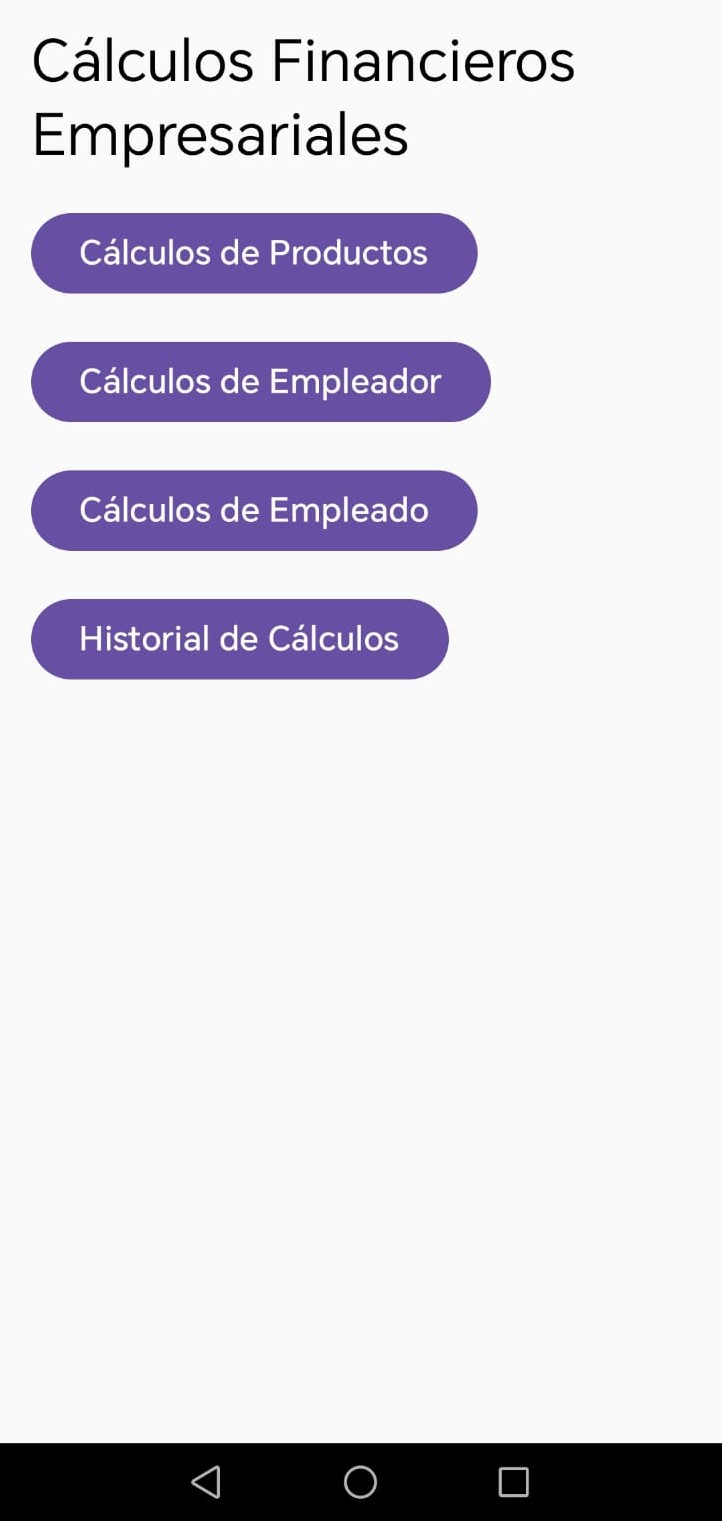 Cálculos Financieros
Empresariales
Cálculos de Productos
Cálculos de Empleador
Cálculos de Empleado
Historial de Cálculos